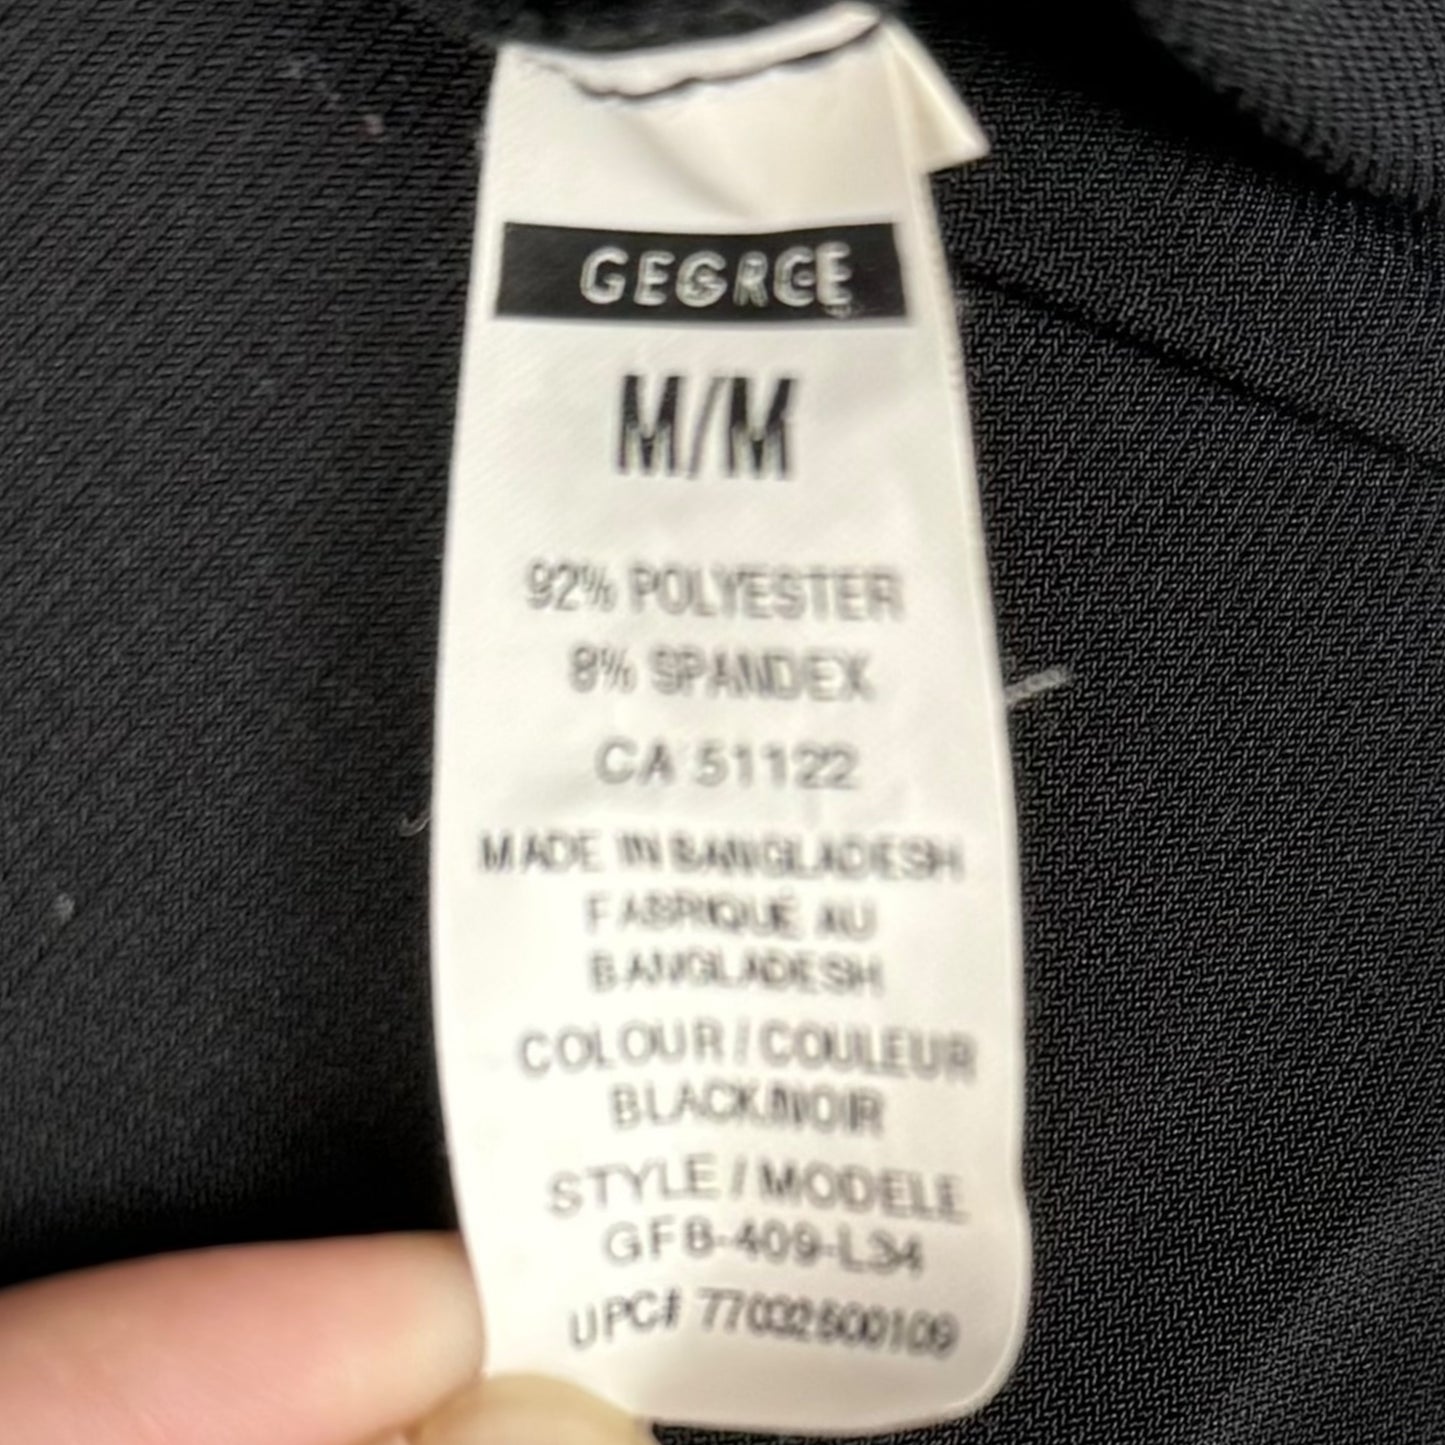 GEORGE
M/M
92% POLYESTER
8% SPANDEX
CA 51122
MADE IN BANGLADESH
FABRIQUÉ AU
BANGLADESH
COLOUR / COULEUR
BLACK/NOIR
STYLE / MODELE
GFB-409-L34
UPC#